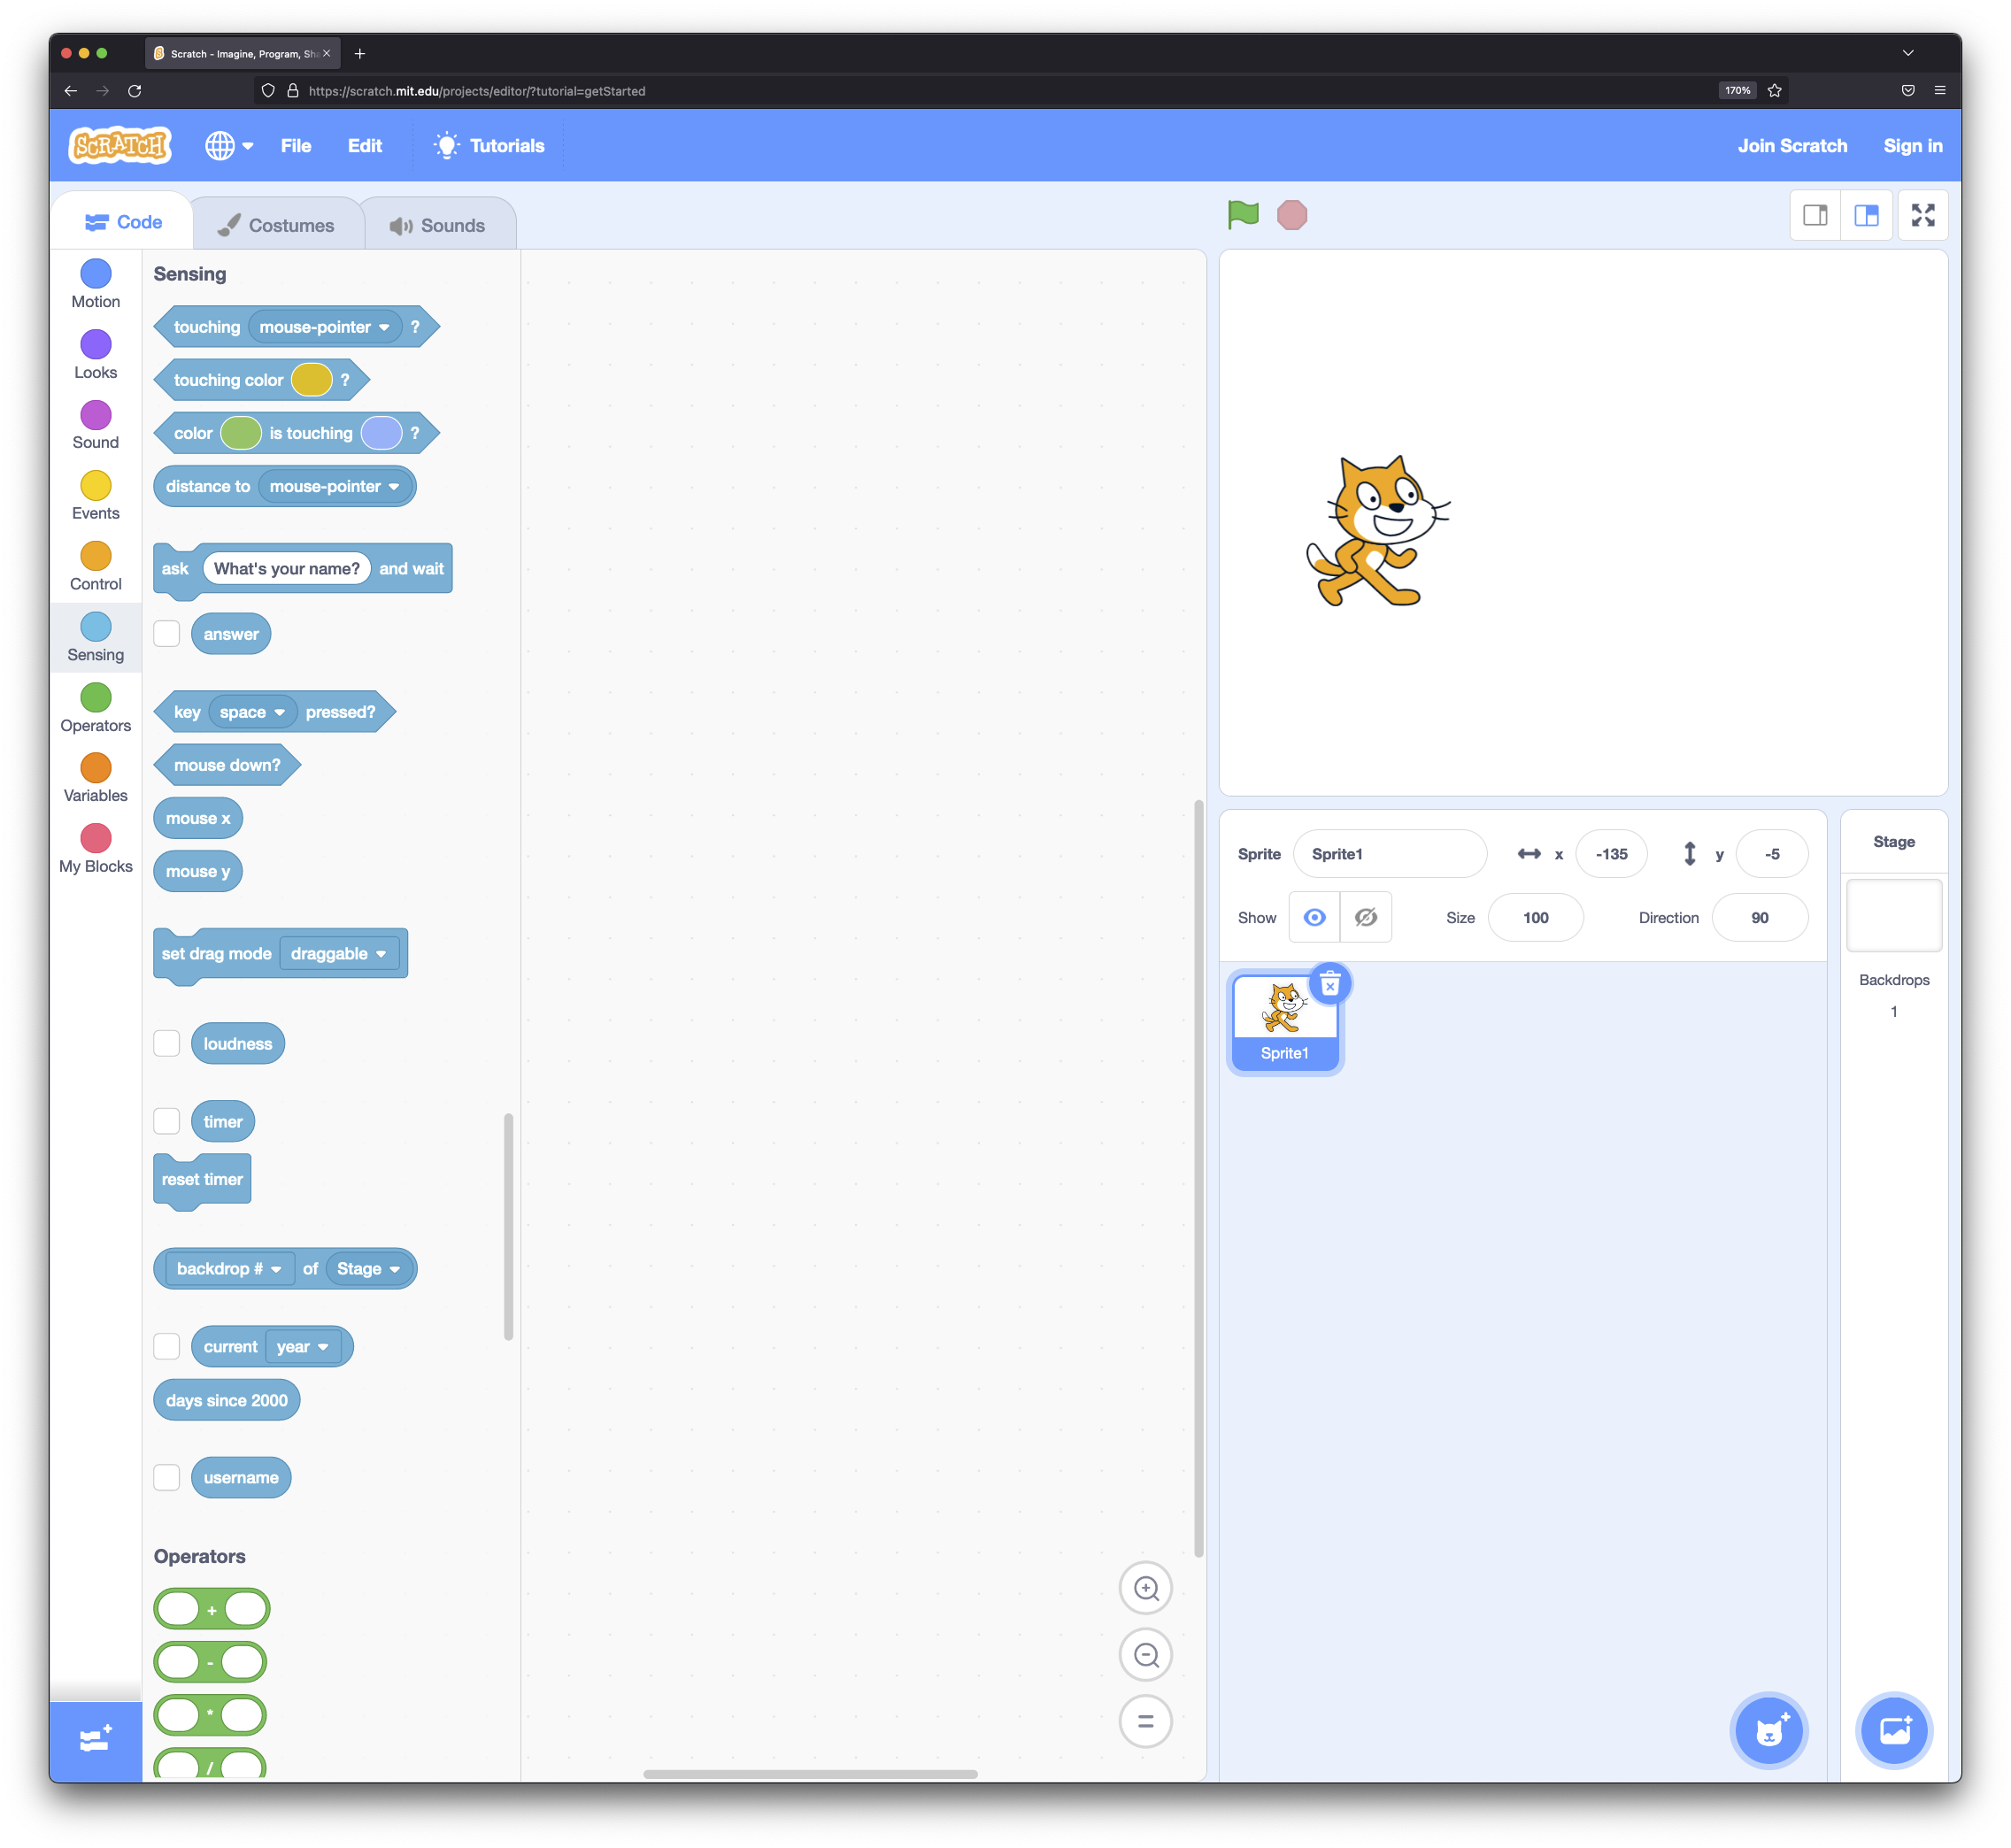 Scratch - Imagine, Program, Sha
https://scratch.mit.edu/projects/editor/?tutorial=getStarted
170%
SCRATCH
File
Edit
Tutorials
Join Scratch
Sign in
Code
Costumes
Sounds
Motion
Looks
Sound
Events
Control
Sensing
Operators
Variables
My Blocks
Sensing
touching mouse-pointer ?
touching color ?
color is touching ?
distance to mouse-pointer
ask What's your name? and wait
answer
key space pressed?
mouse down?
mouse x
mouse y
set drag mode draggable
loudness
timer
reset timer
backdrop # of Stage
current year
days since 2000
username
Operators
+
-
*
/
Sprite Sprite1 x -135 y -5
Show Size 100 Direction 90
Sprite1
Stage
Backdrops
1